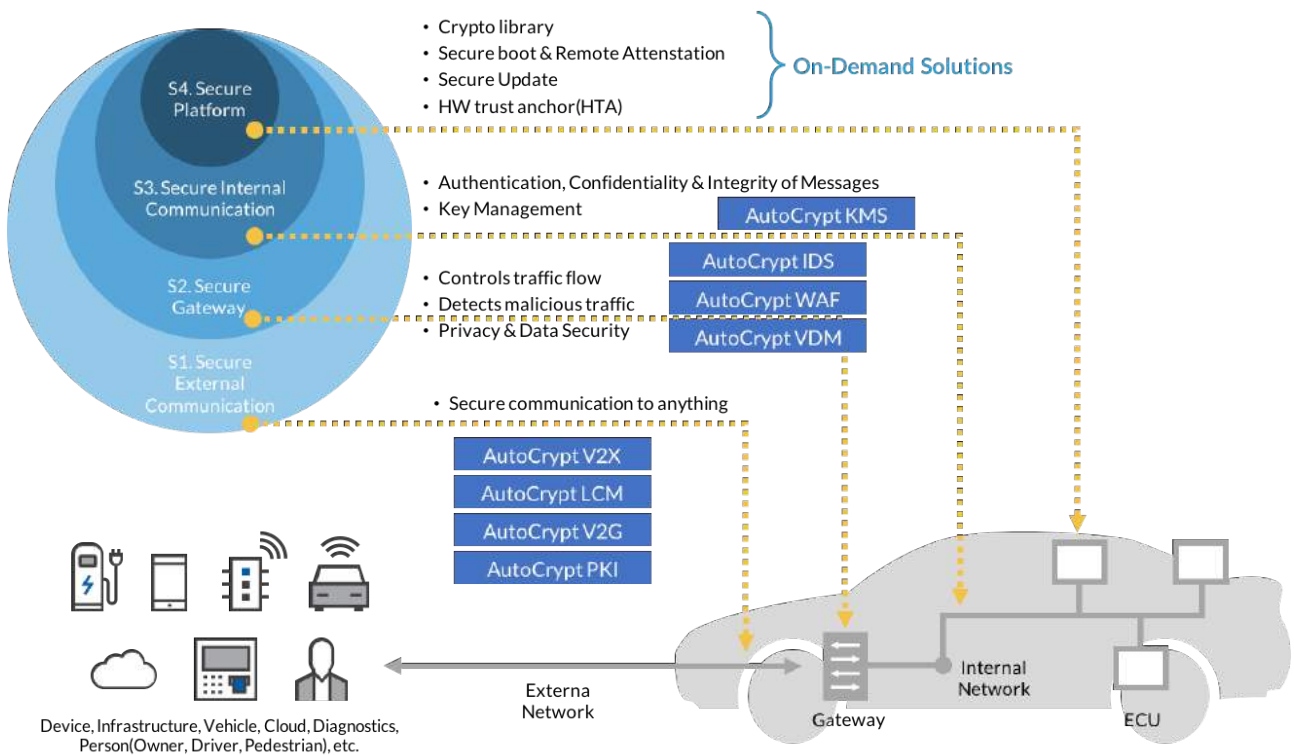 • Crypto library
• Secure boot & Remote Attenstation
• Secure Update
• HW trust anchor(HTA)
On-Demand Solutions
S4. Secure
Platform
• Authentication, Confidentiality & Integrity of Messages
• Key Management
AutoCrypt KMS
S3. Secure Internal
Communication
• Controls traffic flow
• Detects malicious traffic
• Privacy & Data Security
AutoCrypt IDS
AutoCrypt WAF
AutoCrypt VDM
S2. Secure
Gateway
S1. Secure
External
Communication
• Secure communication to anything
AutoCrypt V2X
AutoCrypt LCM
AutoCrypt V2G
AutoCrypt PKI
Device, Infrastructure, Vehicle, Cloud, Diagnostics,
Person(Owner, Driver, Pedestrian), etc.
Externa
Network
Gateway
Internal
Network
ECU